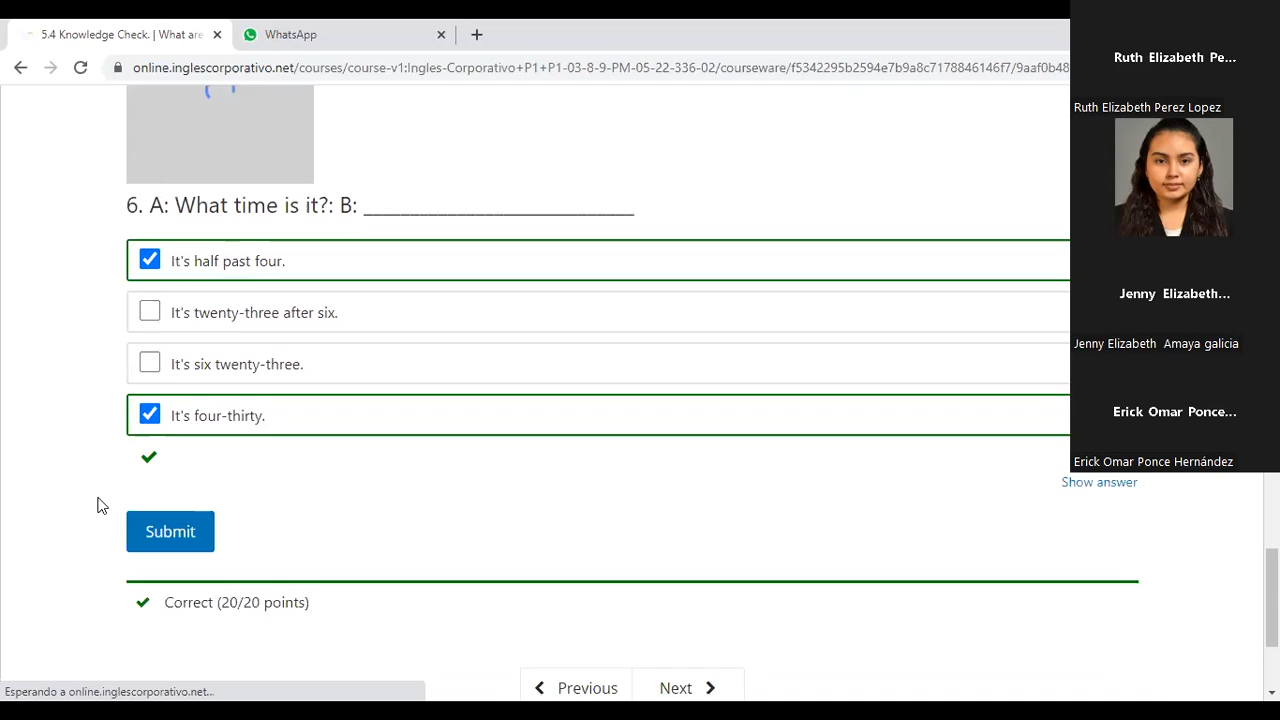 5.4 Knowledge Check. | What are
WhatsApp
online.inglescorporativo.net/courses/course-v1:Ingles-Corporativo+P1+P1-03-8-9-PM-05-22-336-02/courseware/f5342295b2594e7b9a8c7178846146f7/9aaf0b48
6. A: What time is it?: B: ___________________________
It's half past four.
It's twenty-three after six.
It's six twenty-three.
It's four-thirty.
Show answer
Submit
Correct (20/20 points)
Previous
Next
Esperando a online.inglescorporativo.net...
Ruth Elizabeth Pe...
Ruth Elizabeth Perez Lopez
Jenny Elizabeth...
Jenny Elizabeth Amaya galicia
Erick Omar Ponce...
Erick Omar Ponce Hernández